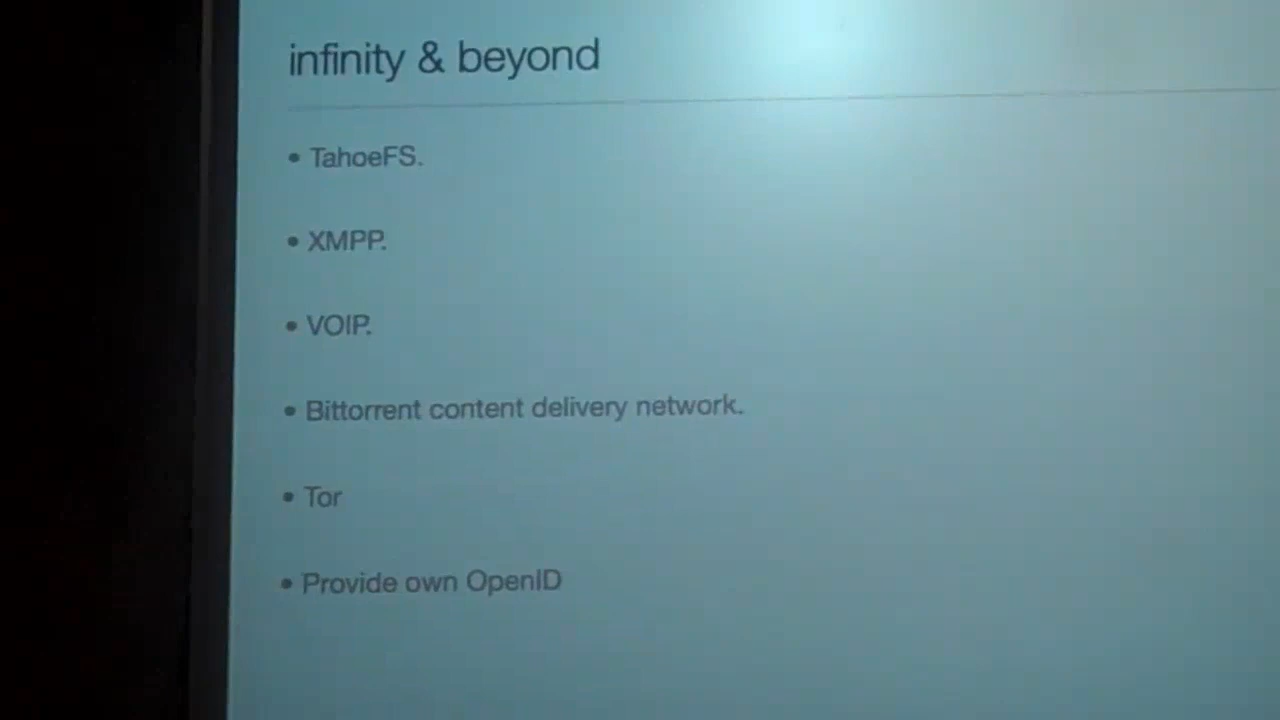 infinity & beyond
• TahoeFS.
• XMPP.
• VOIP.
• Bittorrent content delivery network.
• Tor
• Provide own OpenID